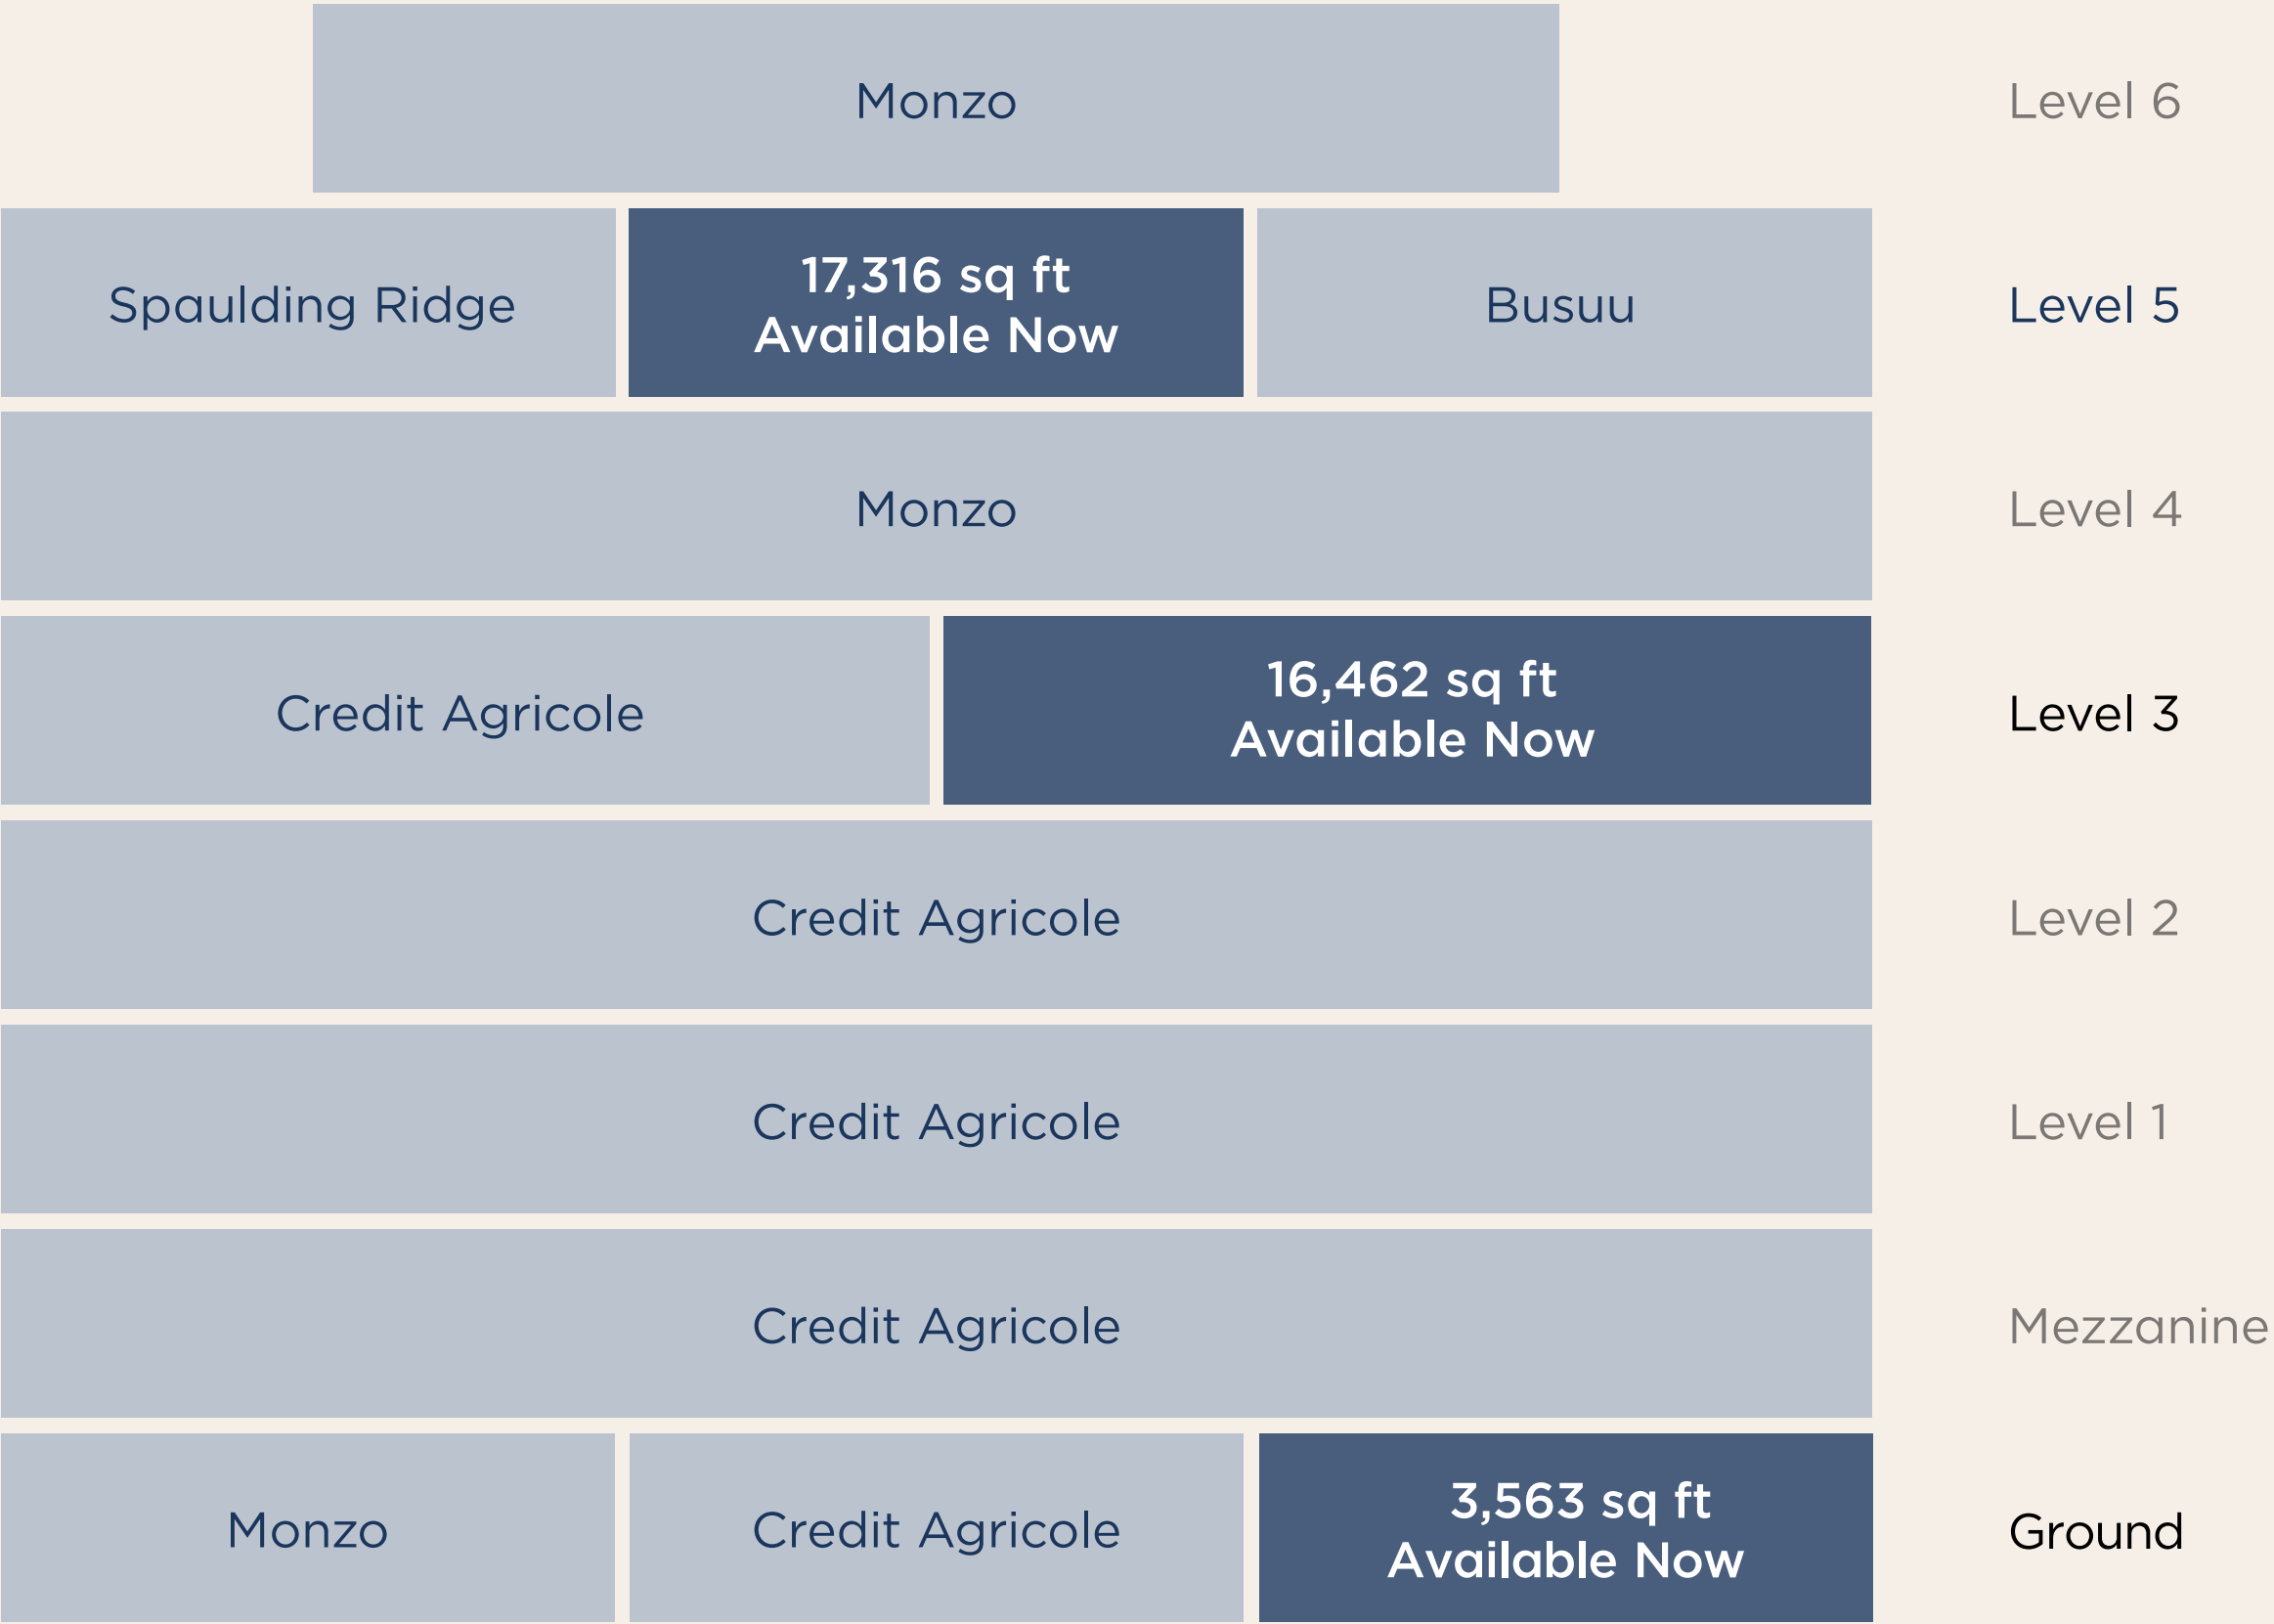 Monzo
Level 6
Spaulding Ridge
17,316 sq ft
Available Now
Busuu
Level 5
Monzo
Level 4
Credit Agricole
16,462 sq ft
Available Now
Level 3
Credit Agricole
Level 2
Credit Agricole
Level 1
Credit Agricole
Mezzanine
Monzo
Credit Agricole
3,563 sq ft
Available Now
Ground